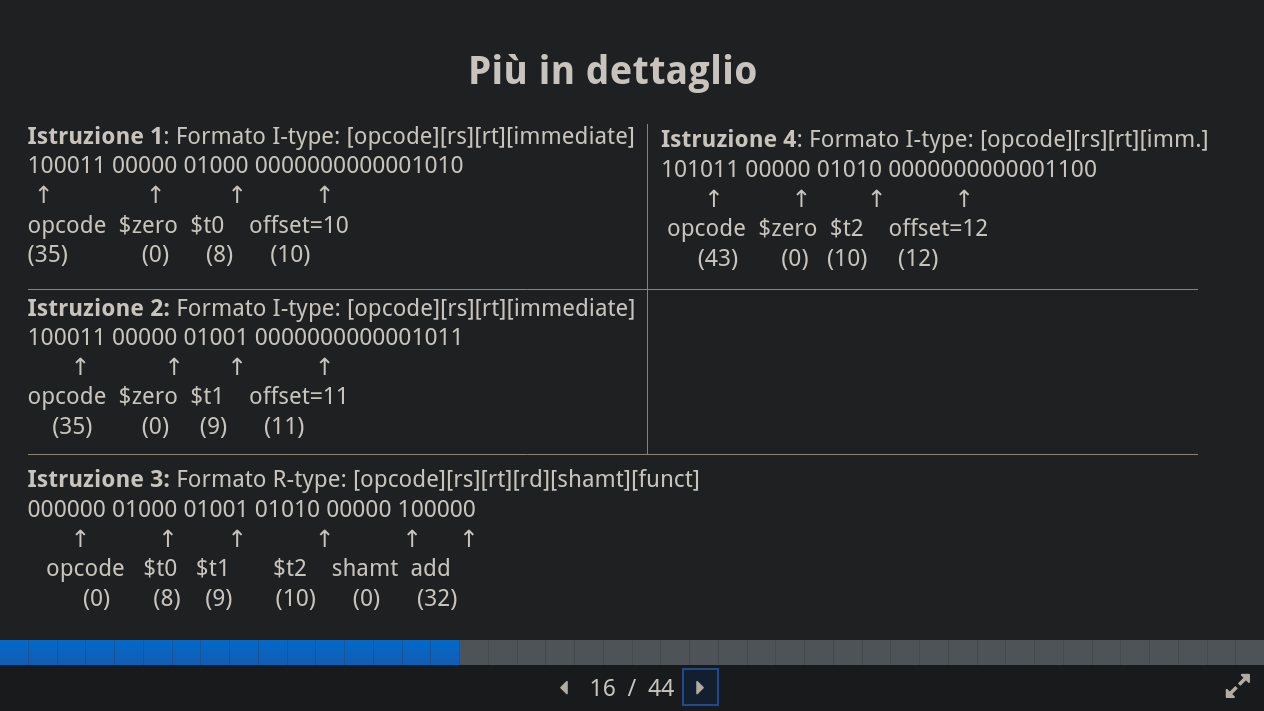 Più in dettaglio
Istruzione 1: Formato I-type: [opcode][rs][rt][immediate]
100011 00000 01000 0000000000001010
↑ ↑ ↑ ↑
opcode $zero $t0 offset=10
(35) (0) (8) (10)
Istruzione 4: Formato I-type: [opcode][rs][rt][imm.]
101011 00000 01010 0000000000001100
↑ ↑ ↑ ↑
opcode $zero $t2 offset=12
(43) (0) (10) (12)
Istruzione 2: Formato I-type: [opcode][rs][rt][immediate]
100011 00000 01001 0000000000001011
↑ ↑ ↑ ↑
opcode $zero $t1 offset=11
(35) (0) (9) (11)
Istruzione 3: Formato R-type: [opcode][rs][rt][rd][shamt][funct]
000000 01000 01001 01010 00000 100000
↑ ↑ ↑ ↑ ↑ ↑
opcode $t0 $t1 $t2 shamt add
(0) (8) (9) (10) (0) (32)
16 / 44